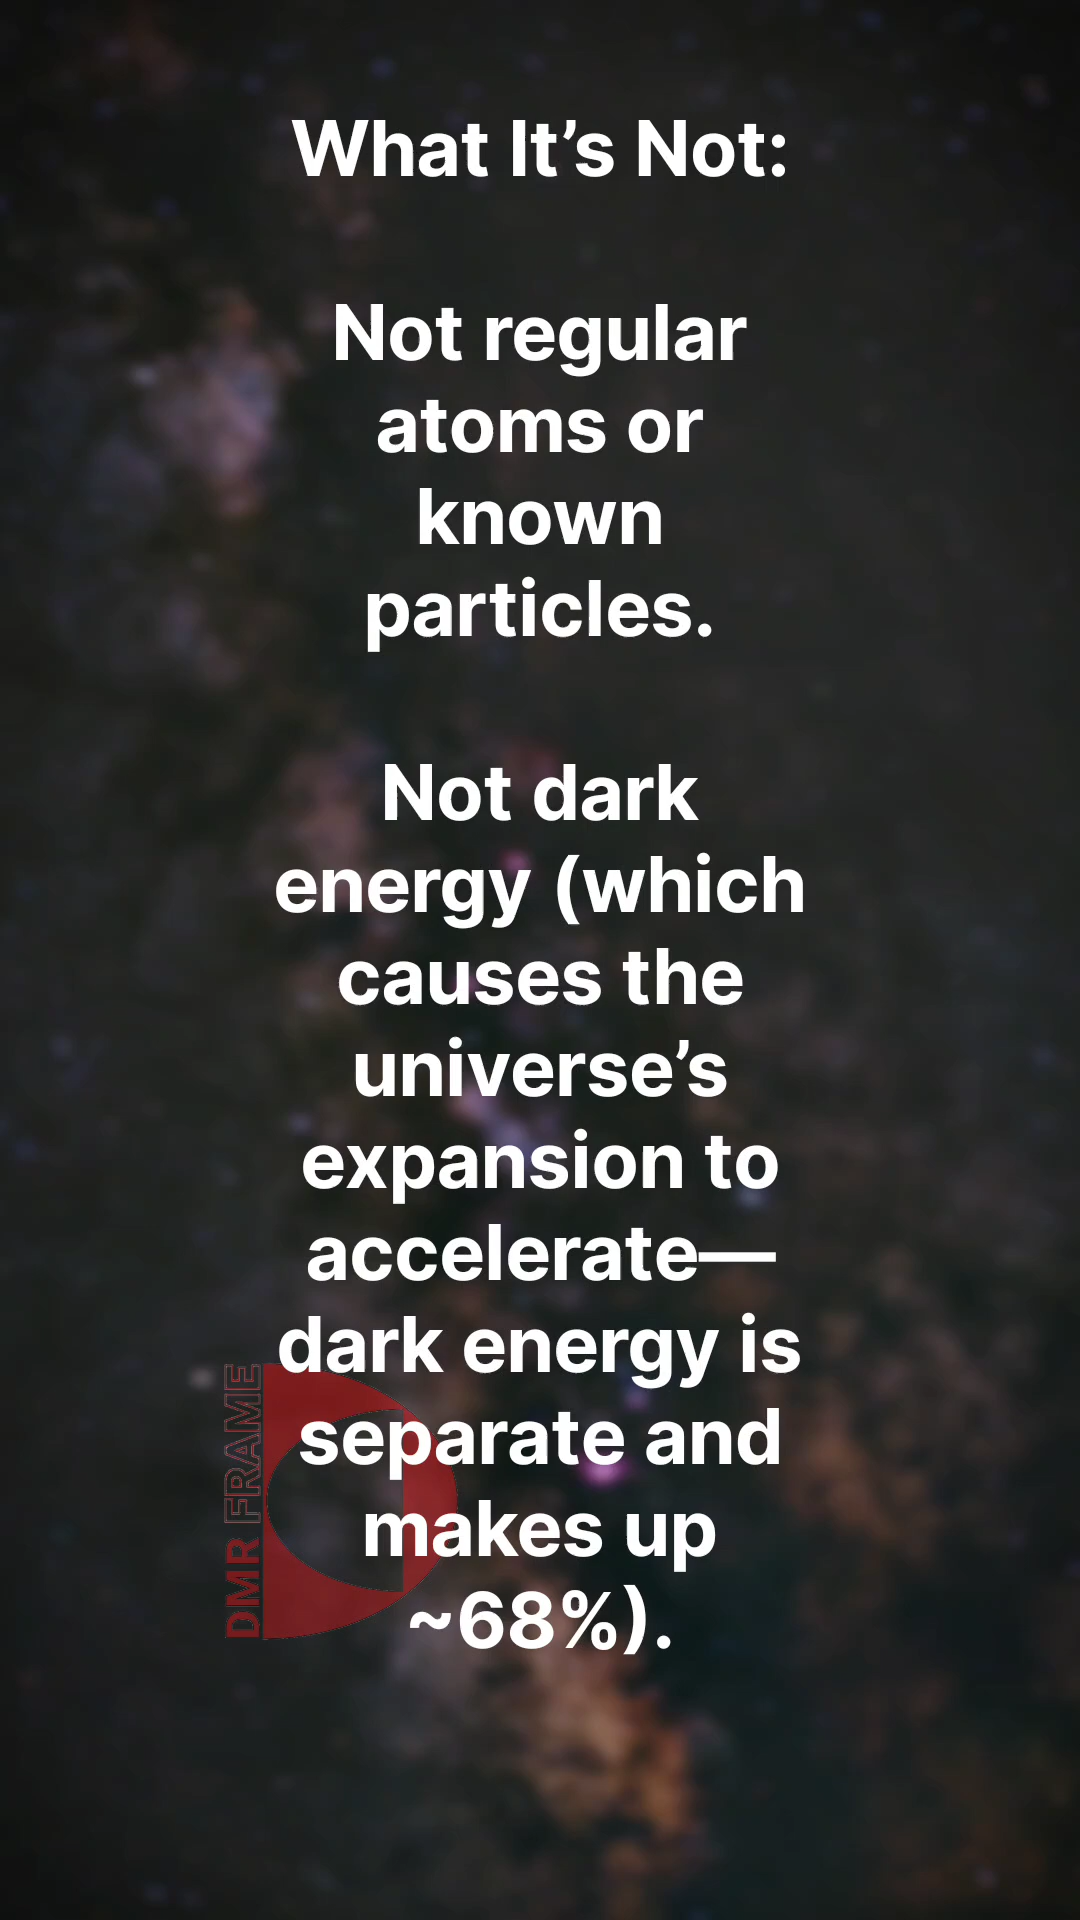 What It’s Not:
Not regular
atoms or
known
particles.
Not dark
energy (which
causes the
universe’s
expansion to
accelerate—
dark energy is
separate and
makes up
~68%).
DMR FRAME